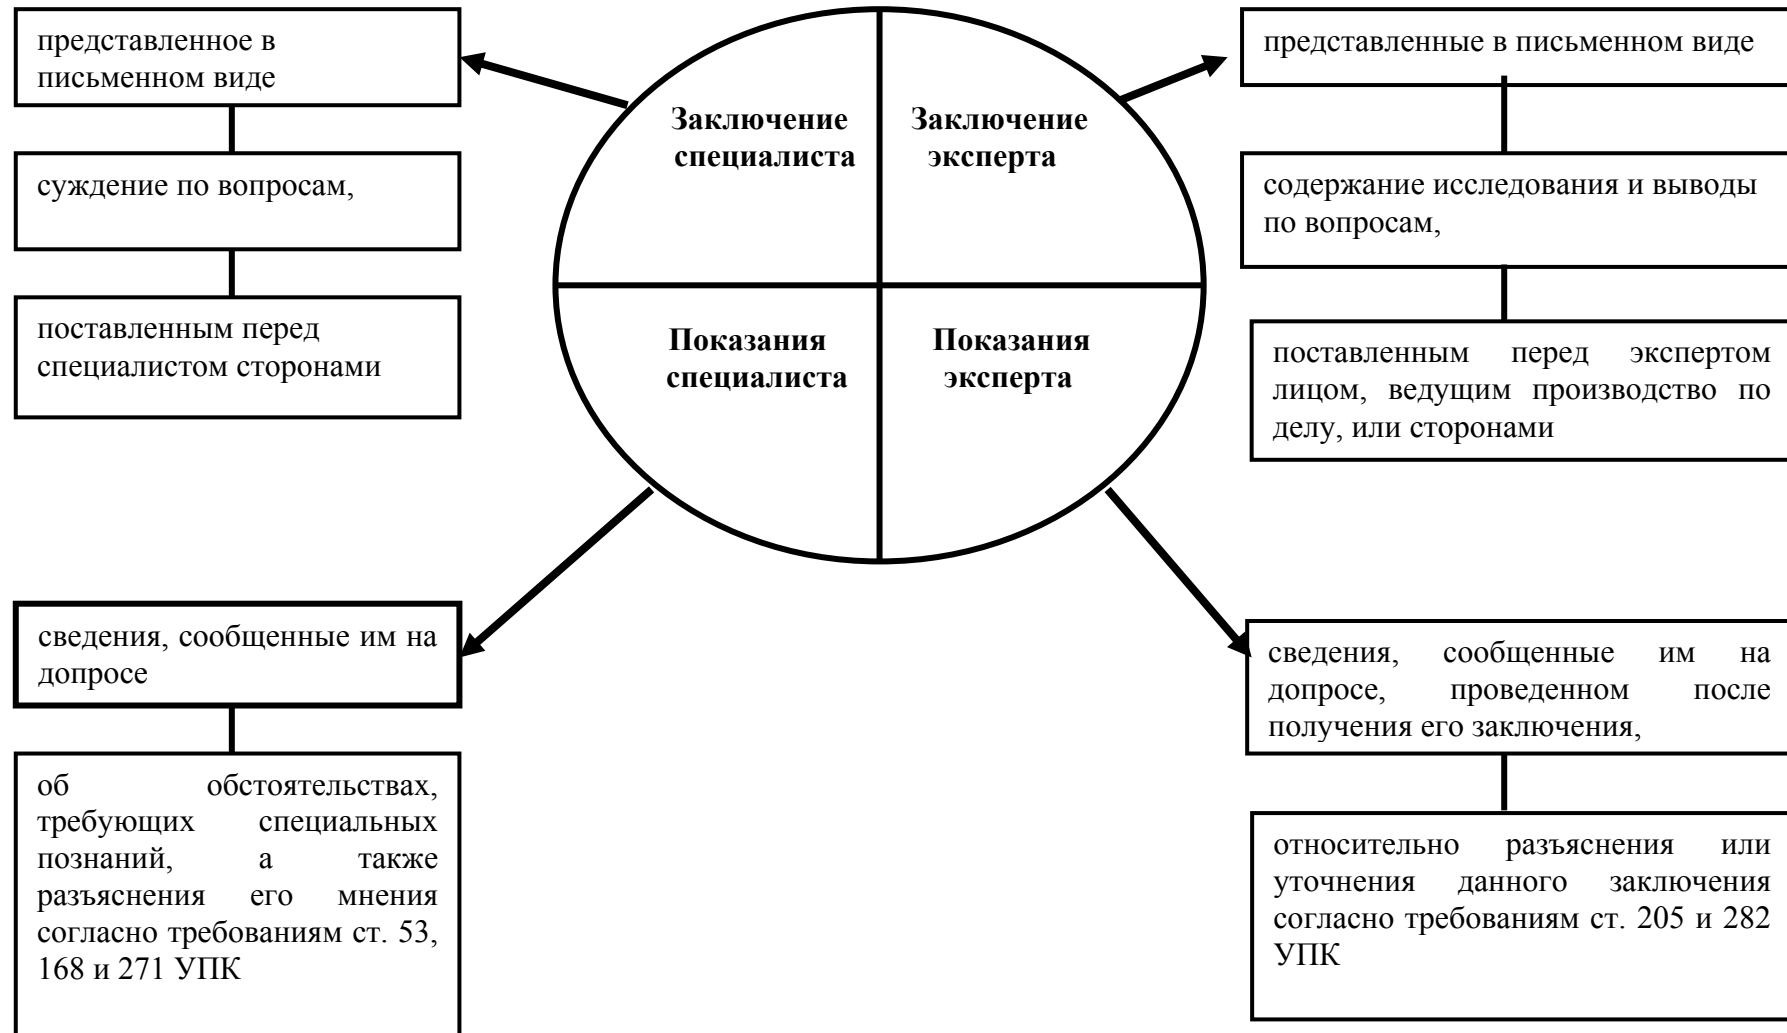 представленное в
письменном виде
суждение по вопросам,
поставленным перед
специалистом сторонами
Заключение
специалиста
Заключение
эксперта
Показания
специалиста
Показания
эксперта
представленные в письменном виде
содержание исследования и выводы
по вопросам,
поставленным перед экспертом
лицом, ведущим производство по
делу, или сторонами
сведения, сообщенные им на
допросе
об обстоятельствах,
требующих специальных
познаний, а также
разъяснения его мнения
согласно требованиям ст. 53,
168 и 271 УПК
сведения, сообщенные им на
допросе, проведенном после
получения его заключения,
относительно разъяснения или
уточнения данного заключения
согласно требованиям ст. 205 и 282
УПК